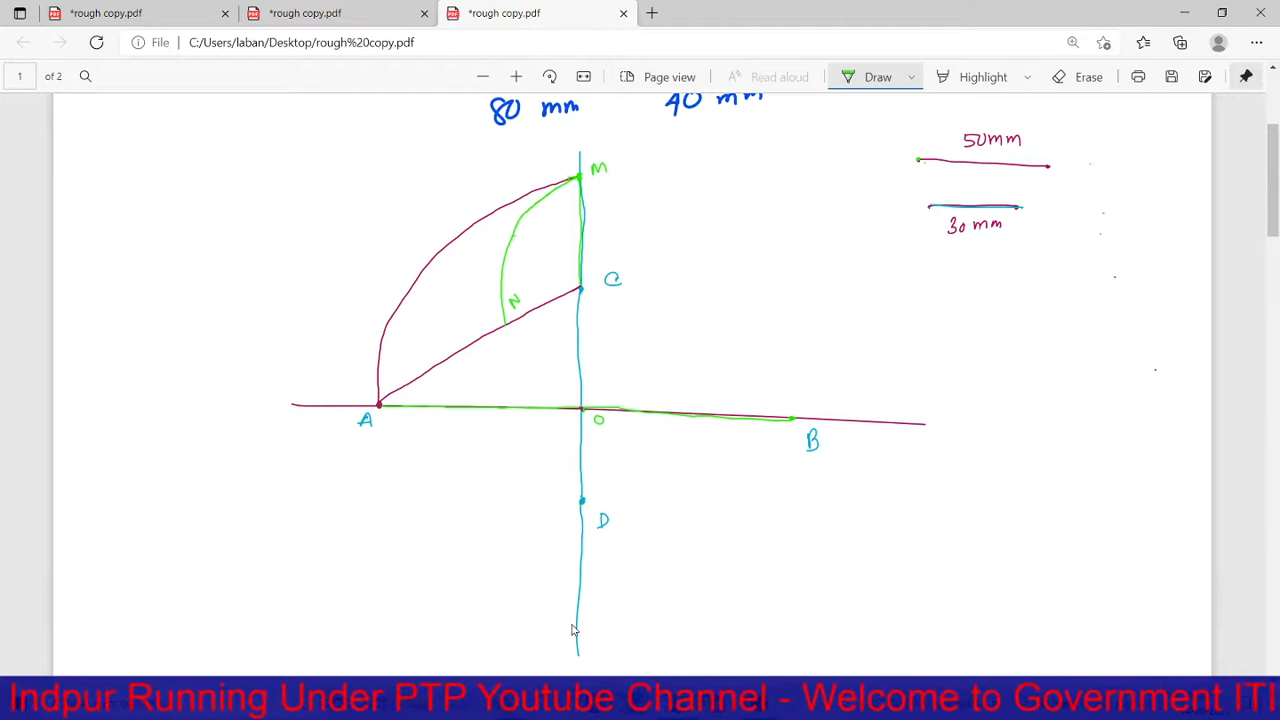 *rough copy.pdf
*rough copy.pdf
*rough copy.pdf
File C:/Users/laban/Desktop/rough%20copy.pdf
1 of 2 Page view Read aloud Draw Highlight Erase
80 mm 40 mm
50mm
M
30 mm
C
N
A
O
B
D
Indpur Running Under PTP Youtube Channel - Welcome to Government ITI